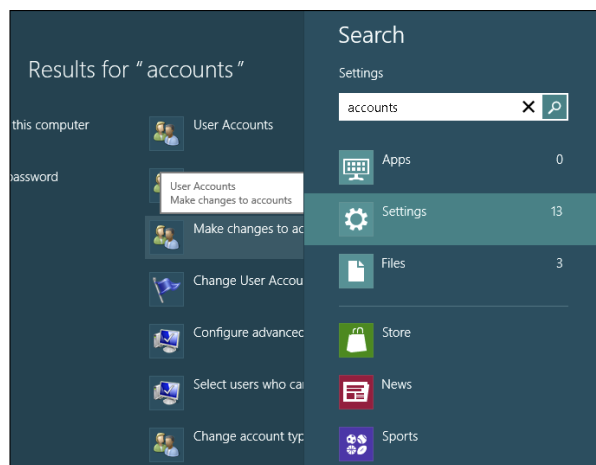 Results for “accounts”
this computer
password
User Accounts
User Accounts
Make changes to accounts
Make changes to ac
Change User Accou
Configure advanced
Select users who ca
Change account typ
Search
Settings
accounts
Apps 0
Settings 13
Files 3
Store
News
Sports